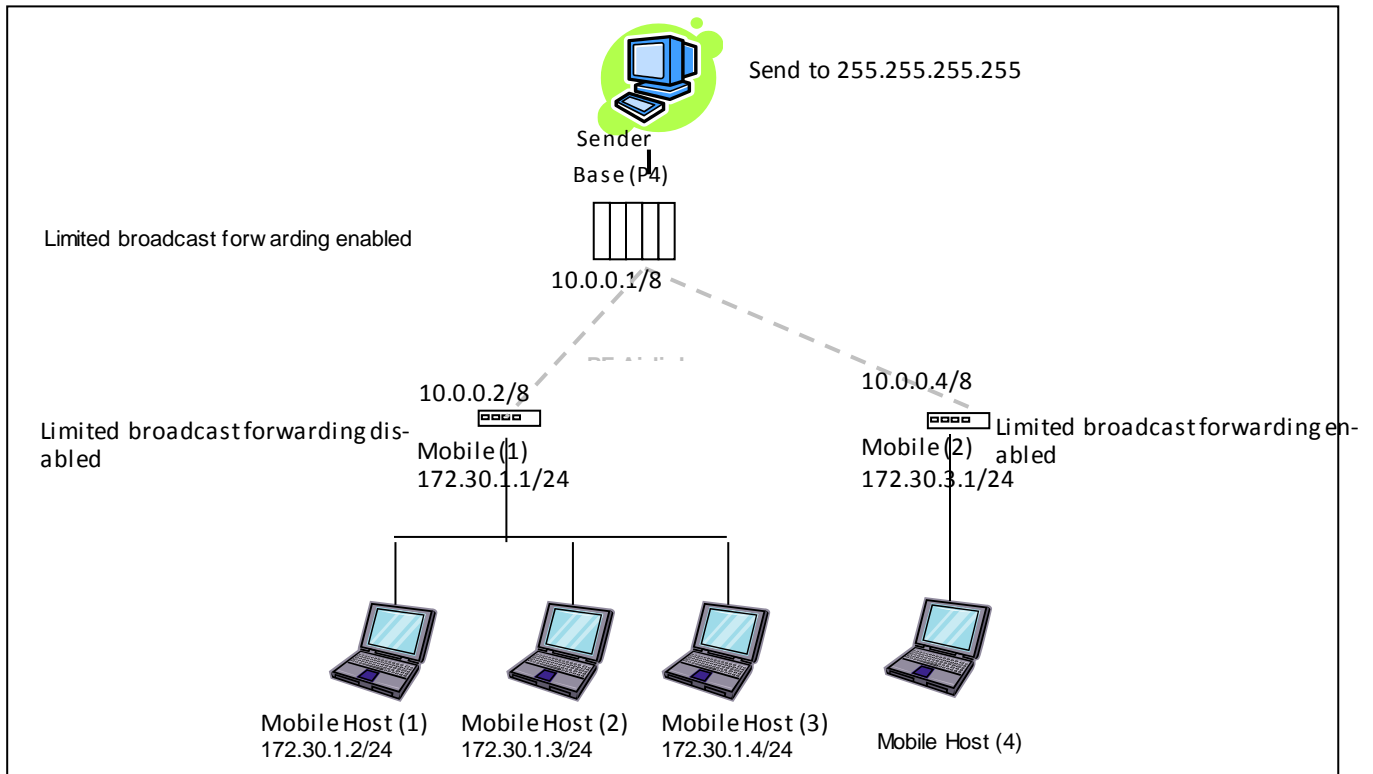 Send to 255.255.255.255
Sender
Base (P4)
Limited broadcast forwarding enabled
10.0.0.1/8
10.0.0.2/8
10.0.0.4/8
Limited broadcast forwarding dis-
abled
Mobile (1)
172.30.1.1/24
Mobile (2)
172.30.3.1/24
Limited broadcast forwarding en-
abled
Mobile Host (1)
172.30.1.2/24
Mobile Host (2)
172.30.1.3/24
Mobile Host (3)
172.30.1.4/24
Mobile Host (4)